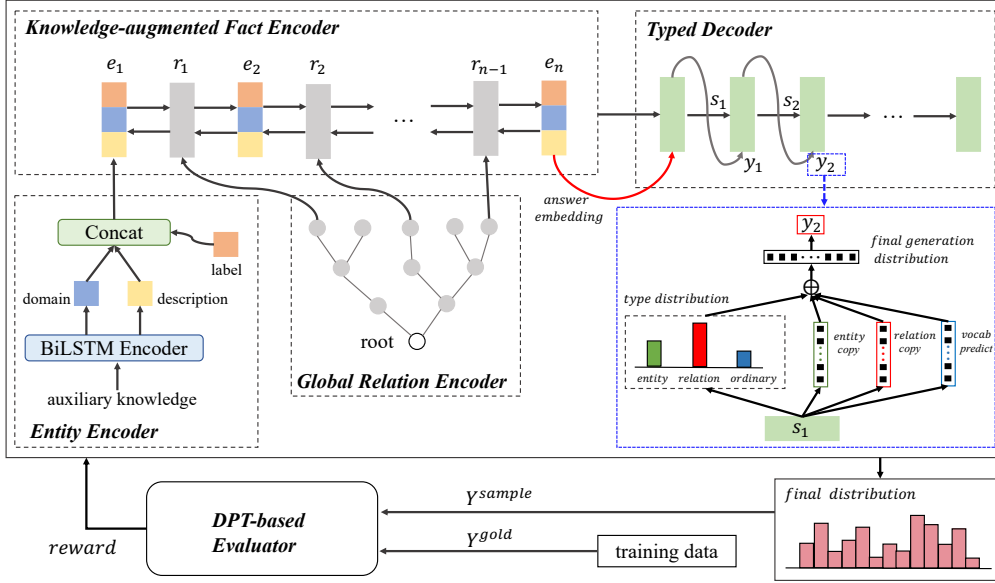 Knowledge-augmented Fact Encoder
e₁ r₁ e₂ r₂ rₙ₋₁ eₙ
...
Typed Decoder
s₁ s₂
...
y₁ y₂
answer
embedding
Concat
label
domain description
BiLSTM Encoder
auxiliary knowledge
Entity Encoder
root
Global Relation Encoder
y₂
final generation
distribution
type distribution
entity relation ordinary
entity
copy
relation
copy
vocab
predict
s₁
reward
DPT-based
Evaluator
Y^sample
Y^gold
training data
final distribution